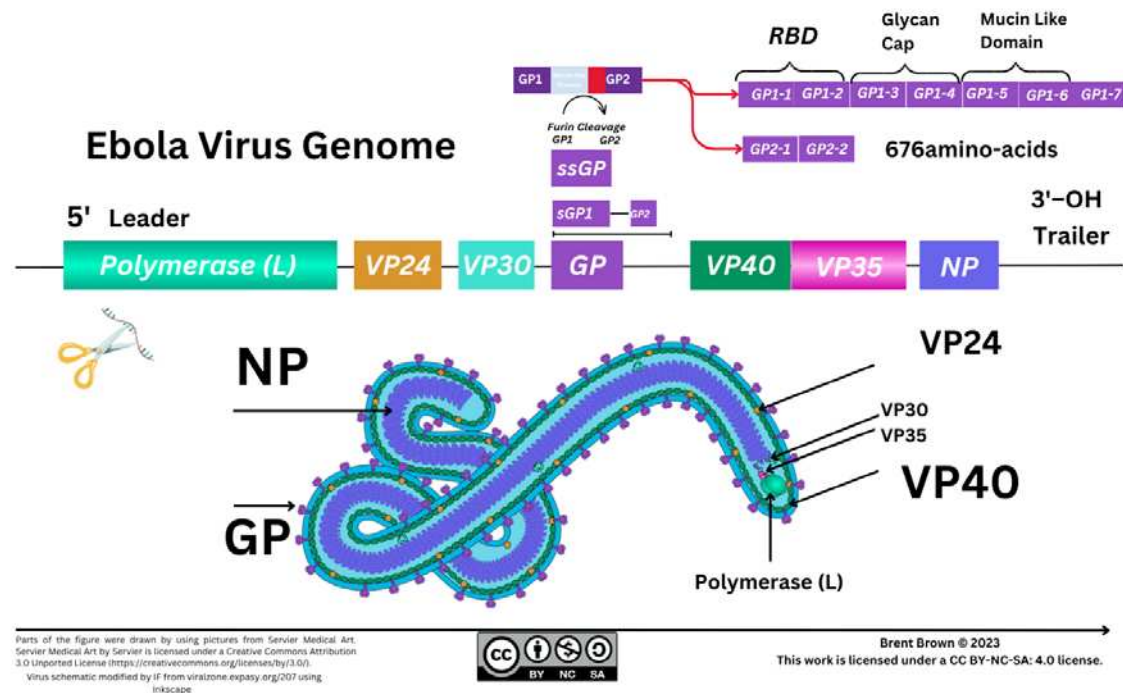 Glycan
Cap
Mucin Like
Domain
RBD
GP1
GP2
GP1-1 GP1-2 GP1-3 GP1-4 GP1-5 GP1-6 GP1-7
Furin Cleavage
GP1 GP2
Ebola Virus Genome
ssGP
GP2-1 GP2-2
676amino-acids
sGP1 GP2
5' Leader
3'–OH
Trailer
Polymerase (L) VP24 VP30 GP VP40 VP35 NP
NP
VP24
VP30
VP35
VP40
GP
Polymerase (L)
Parts of the figure were drawn by using pictures from Servier Medical Art.
Servier Medical Art by Servier is licensed under a Creative Commons Attribution
3.0 Unported License (https://creativecommons.org/licenses/by/3.0/).
Virus schematic modified by IF from viralzone.expasy.org/207 using
Inkscape
cc
BY NC SA
Brent Brown © 2023
This work is licensed under a CC BY-NC-SA: 4.0 license.